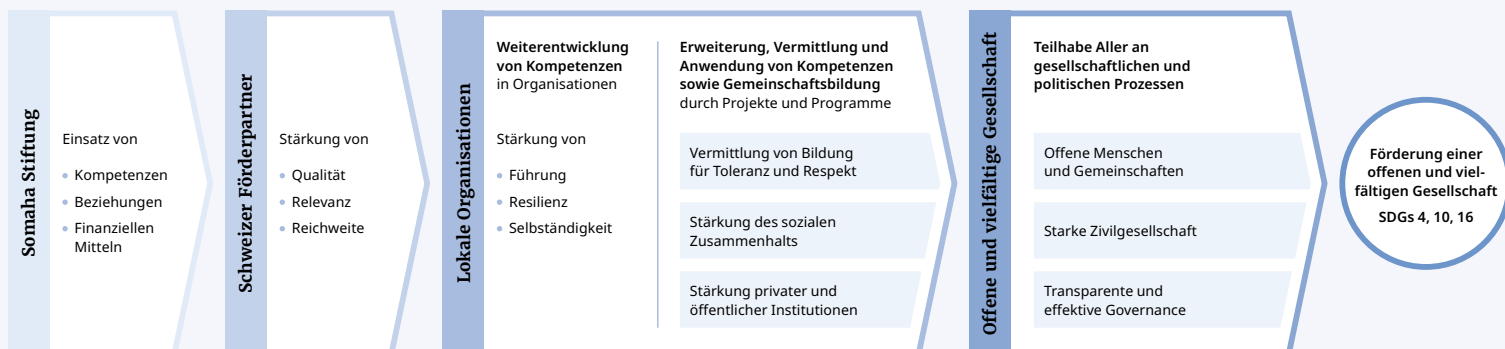 Somaha Stiftung
Einsatz von
Kompetenzen
Beziehungen
Finanziellen
Mitteln
Schweizer Förderpartner
Stärkung von
Qualität
Relevanz
Reichweite
Lokale Organisationen
Weiterentwicklung
von Kompetenzen
in Organisationen
Stärkung von
Führung
Resilienz
Selbständigkeit
Erweiterung, Vermittlung und
Anwendung von Kompetenzen
sowie Gemeinschaftsbildung
durch Projekte und Programme
Vermittlung von Bildung
für Toleranz und Respekt
Stärkung des sozialen
Zusammenhalts
Stärkung privater und
öffentlicher Institutionen
Offene und vielfältige Gesellschaft
Teilhabe Aller an
gesellschaftlichen und
politischen Prozessen
Offene Menschen
und Gemeinschaften
Starke Zivilgesellschaft
Transparente und
effektive Governance
Förderung einer
offenen und viel-
fältigen Gesellschaft
SDGs 4, 10, 16